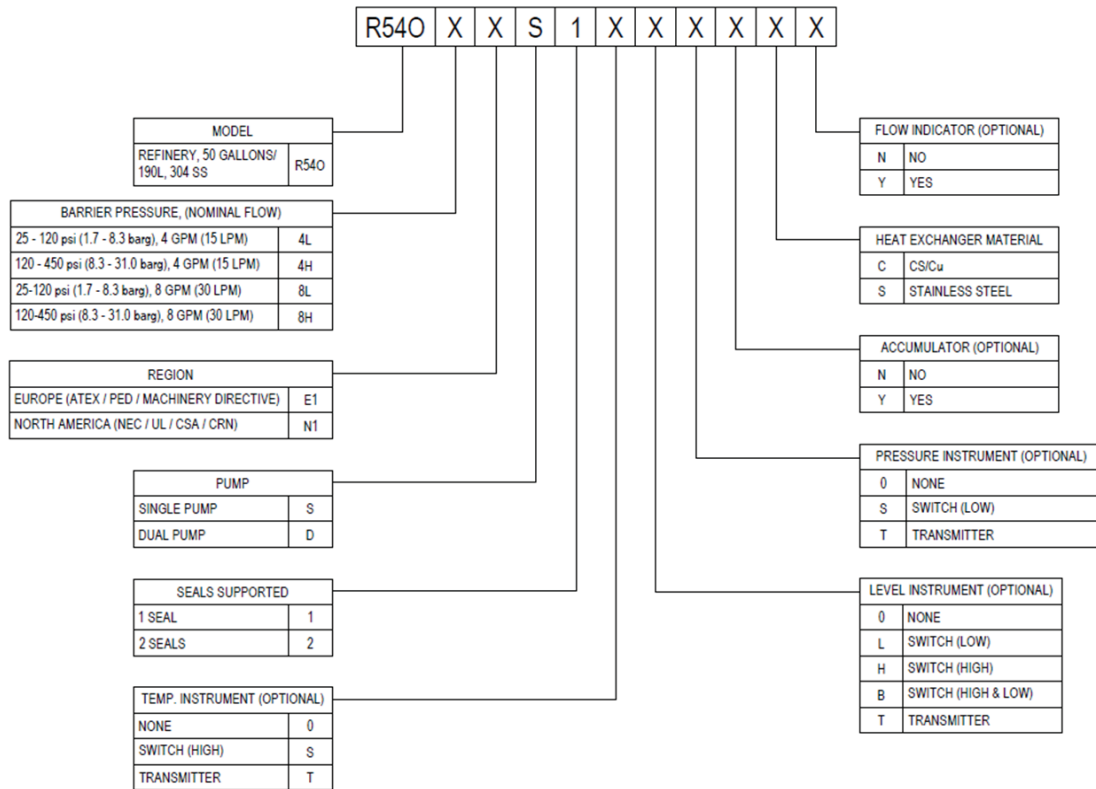 R54O X X S 1 X X X X X X
MODEL
REFINERY, 50 GALLONS/
190L, 304 SS
R54O
BARRIER PRESSURE, (NOMINAL FLOW)
25 - 120 psi (1.7 - 8.3 barg), 4 GPM (15 LPM) 4L
120 - 450 psi (8.3 - 31.0 barg), 4 GPM (15 LPM) 4H
25-120 psi (1.7 - 8.3 barg), 8 GPM (30 LPM) 8L
120-450 psi (8.3 - 31.0 barg), 8 GPM (30 LPM) 8H
REGION
EUROPE (ATEX / PED / MACHINERY DIRECTIVE) E1
NORTH AMERICA (NEC / UL / CSA / CRN) N1
PUMP
SINGLE PUMP S
DUAL PUMP D
SEALS SUPPORTED
1 SEAL 1
2 SEALS 2
TEMP. INSTRUMENT (OPTIONAL)
NONE 0
SWITCH (HIGH) S
TRANSMITTER T
FLOW INDICATOR (OPTIONAL)
N NO
Y YES
HEAT EXCHANGER MATERIAL
C CS/Cu
S STAINLESS STEEL
ACCUMULATOR (OPTIONAL)
N NO
Y YES
PRESSURE INSTRUMENT (OPTIONAL)
0 NONE
S SWITCH (LOW)
T TRANSMITTER
LEVEL INSTRUMENT (OPTIONAL)
0 NONE
L SWITCH (LOW)
H SWITCH (HIGH)
B SWITCH (HIGH & LOW)
T TRANSMITTER